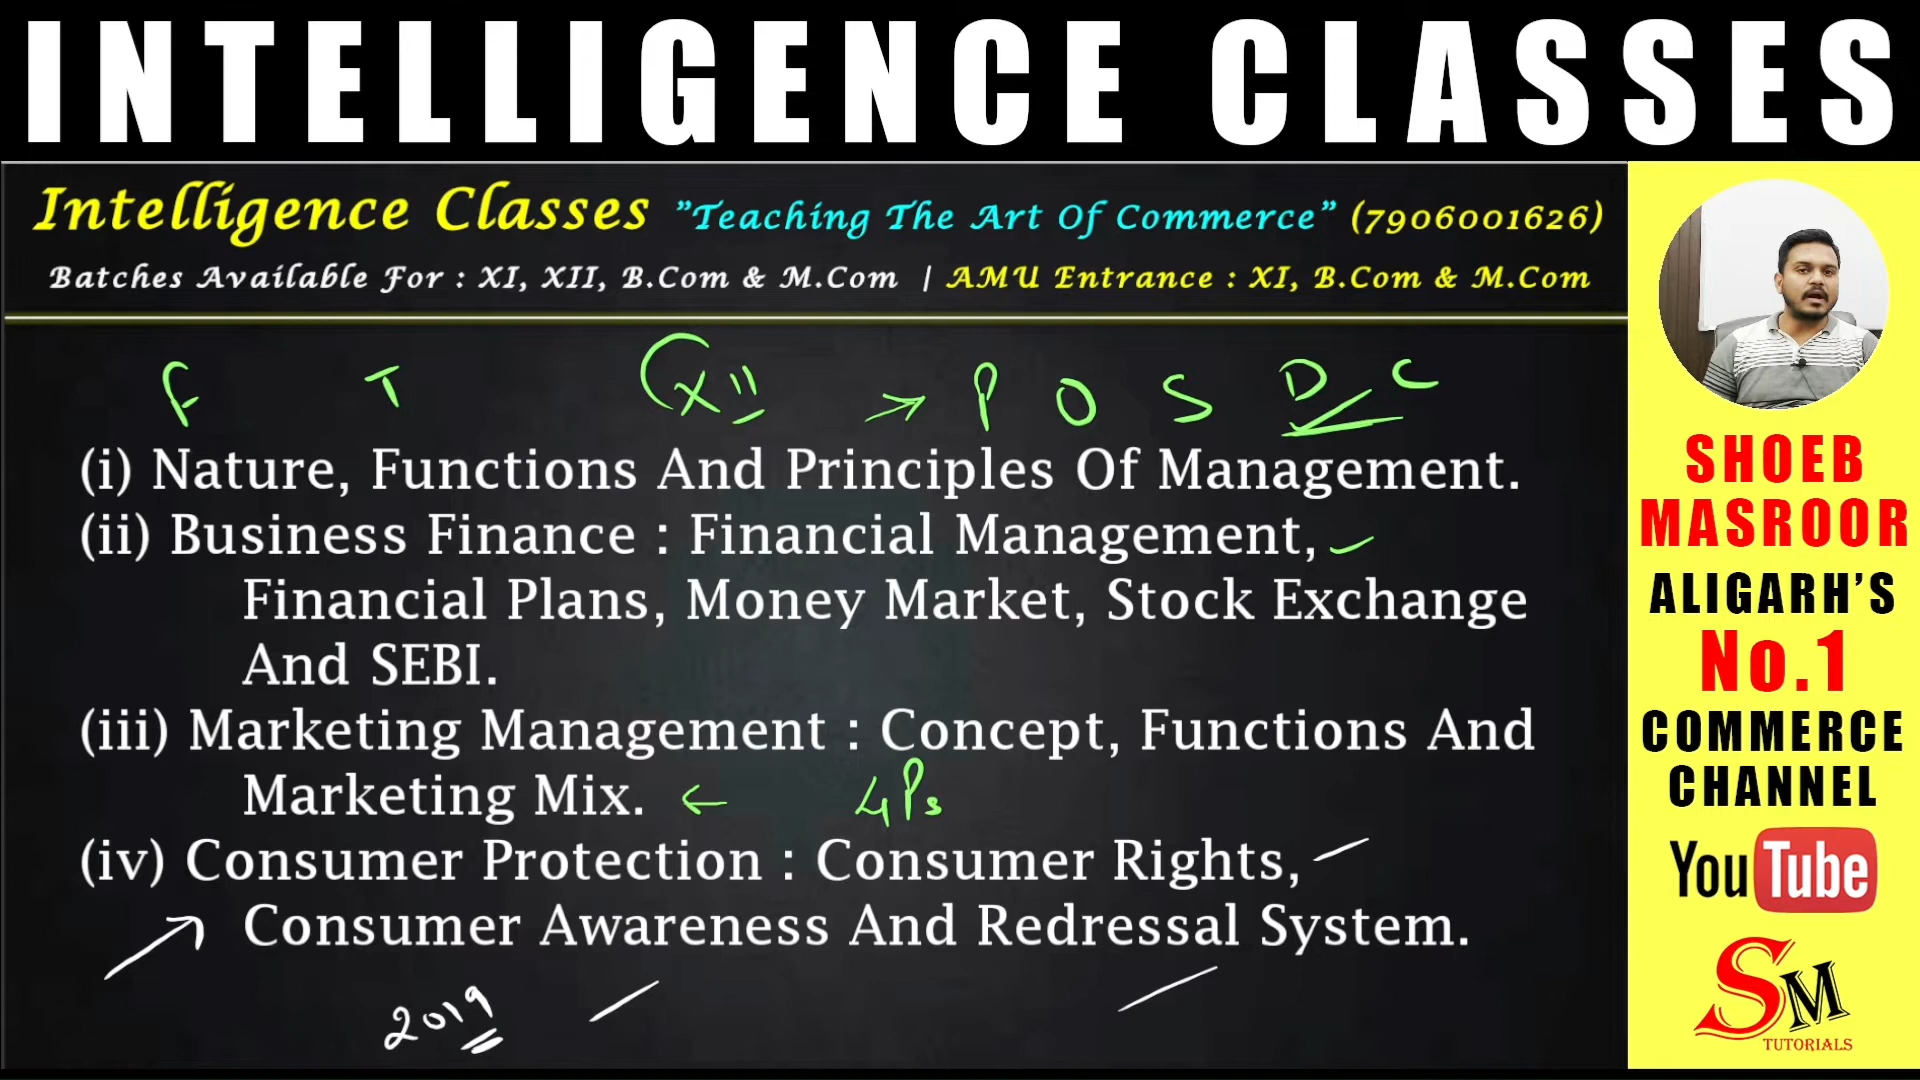 INTELLIGENCE CLASSES
Intelligence Classes "Teaching The Art Of Commerce" (7906001626)
Batches Available For : XI, XII, B.Com & M.Com | AMU Entrance : XI, B.Com & M.Com
F T (XII → P O S D C
(i) Nature, Functions And Principles Of Management.
(ii) Business Finance : Financial Management,
Financial Plans, Money Market, Stock Exchange
And SEBI.
(iii) Marketing Management : Concept, Functions And
Marketing Mix. ← 4Ps
(iv) Consumer Protection : Consumer Rights,
Consumer Awareness And Redressal System.
2019
SHOEB
MASROOR
ALIGARH'S
No.1
COMMERCE
CHANNEL
YouTube
SM
TUTORIALS